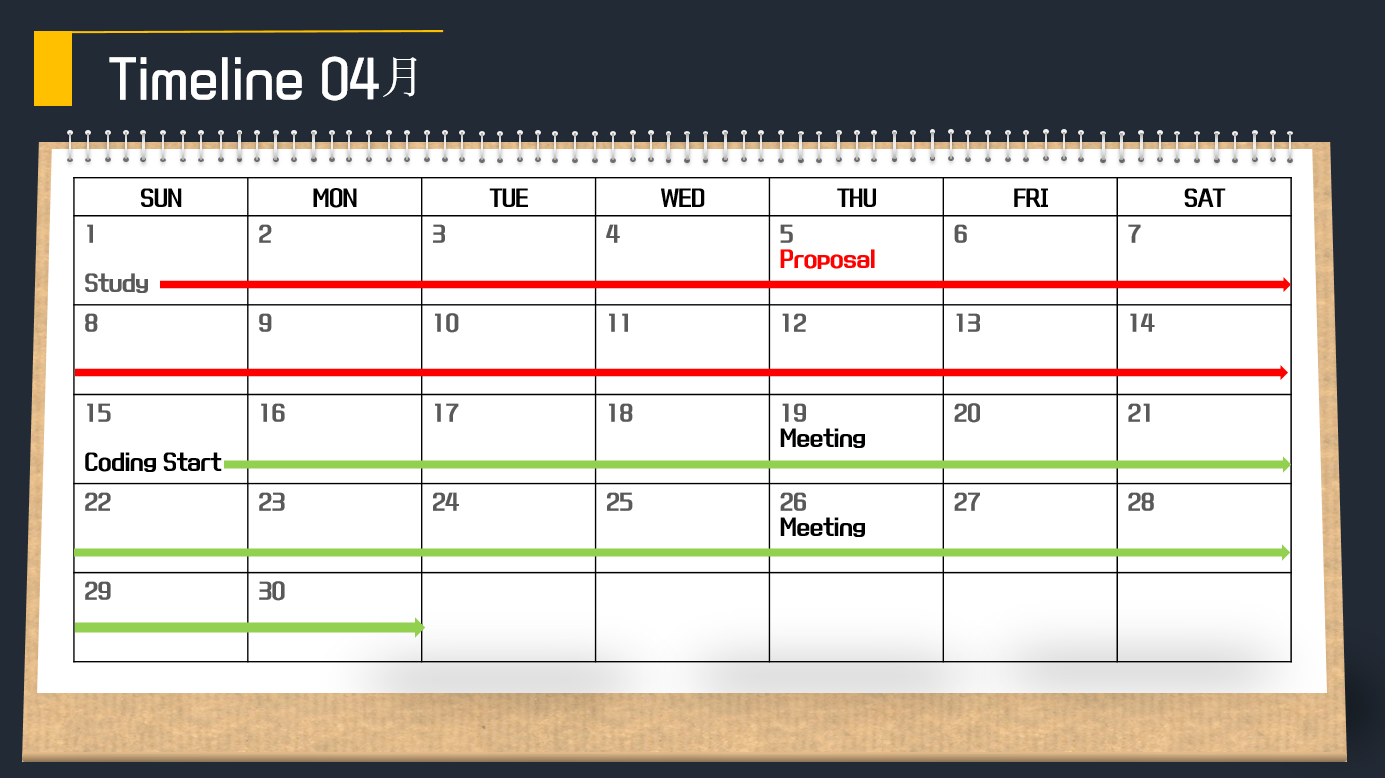 Timeline 04月
SUN MON TUE WED THU FRI SAT
1 2 3 4 5 6 7
Proposal
Study
8 9 10 11 12 13 14
15 16 17 18 19 20 21
Meeting
Coding Start
22 23 24 25 26 27 28
Meeting
29 30